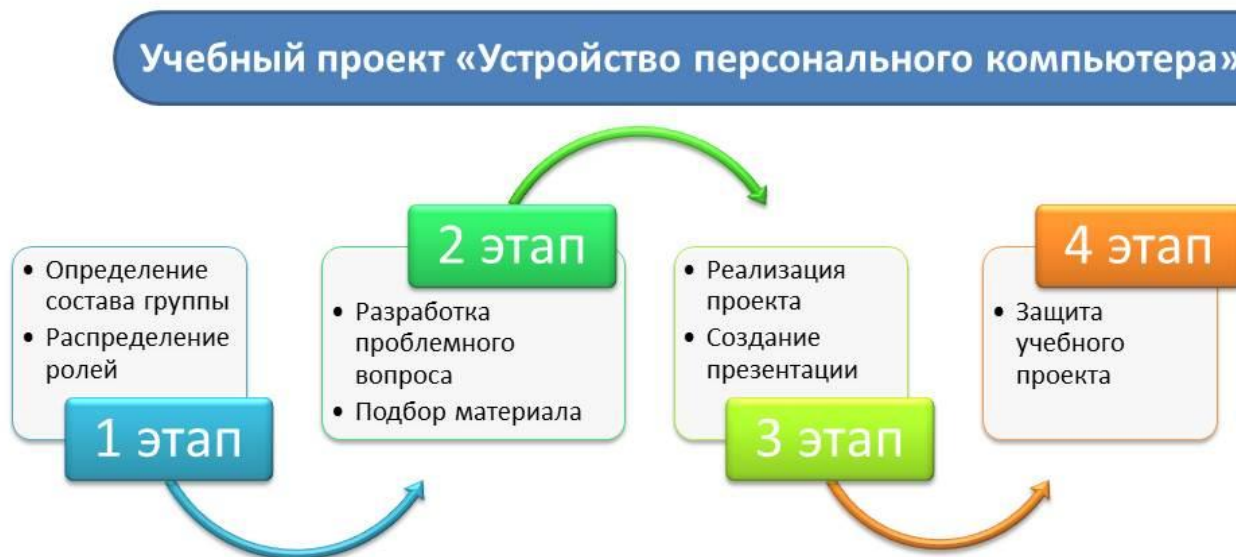 Учебный проект «Устройство персонального компьютера»
• Определение
состава группы
• Распределение
ролей
1 этап
2 этап
• Разработка
проблемного
вопроса
• Подбор материала
• Реализация
проекта
• Создание
презентации
3 этап
4 этап
• Защита
учебного
проекта